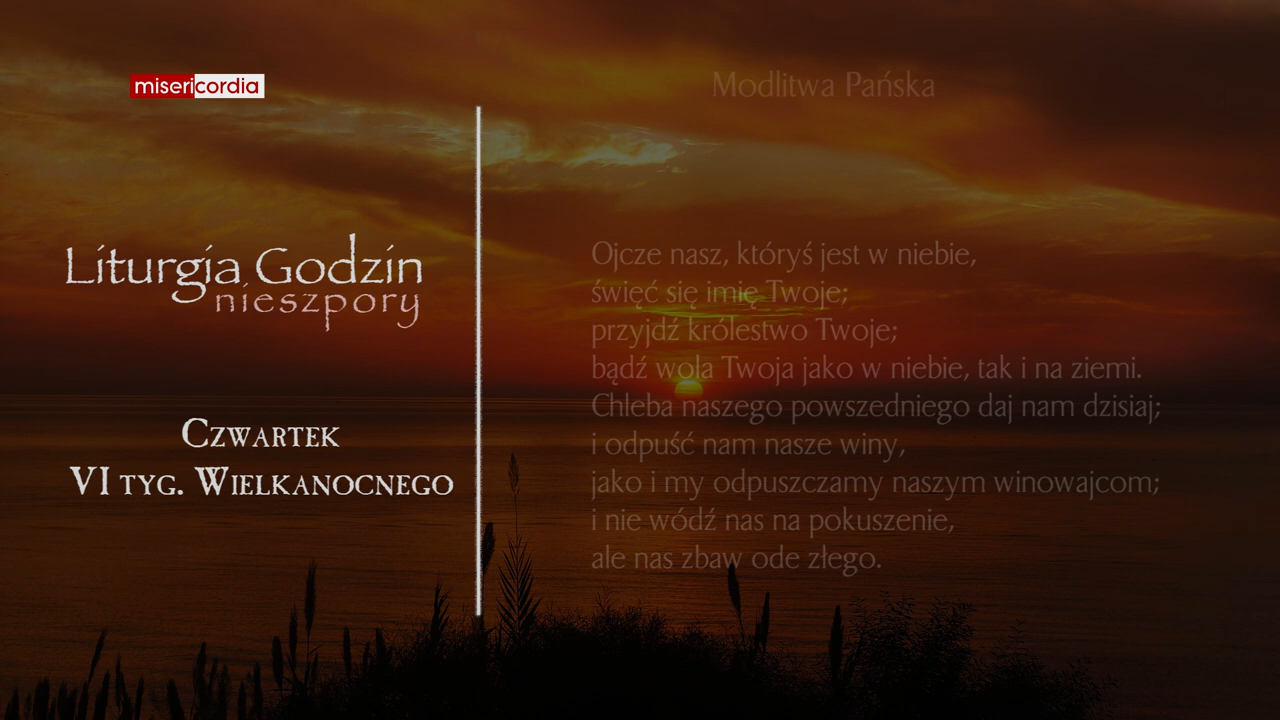 misericordia
Liturgia Godzin
nieszpory
Czwartek
VI tyg. Wielkanocnego
Modlitwa Pańska
Ojcze nasz, któryś jest w niebie,
święć się imię Twoje;
przyjdź królestwo Twoje;
bądź wola Twoja jako w niebie, tak i na ziemi.
Chleba naszego powszedniego daj nam dzisiaj;
i odpuść nam nasze winy,
jako i my odpuszczamy naszym winowajcom;
i nie wódź nas na pokuszenie,
ale nas zbaw ode złego.